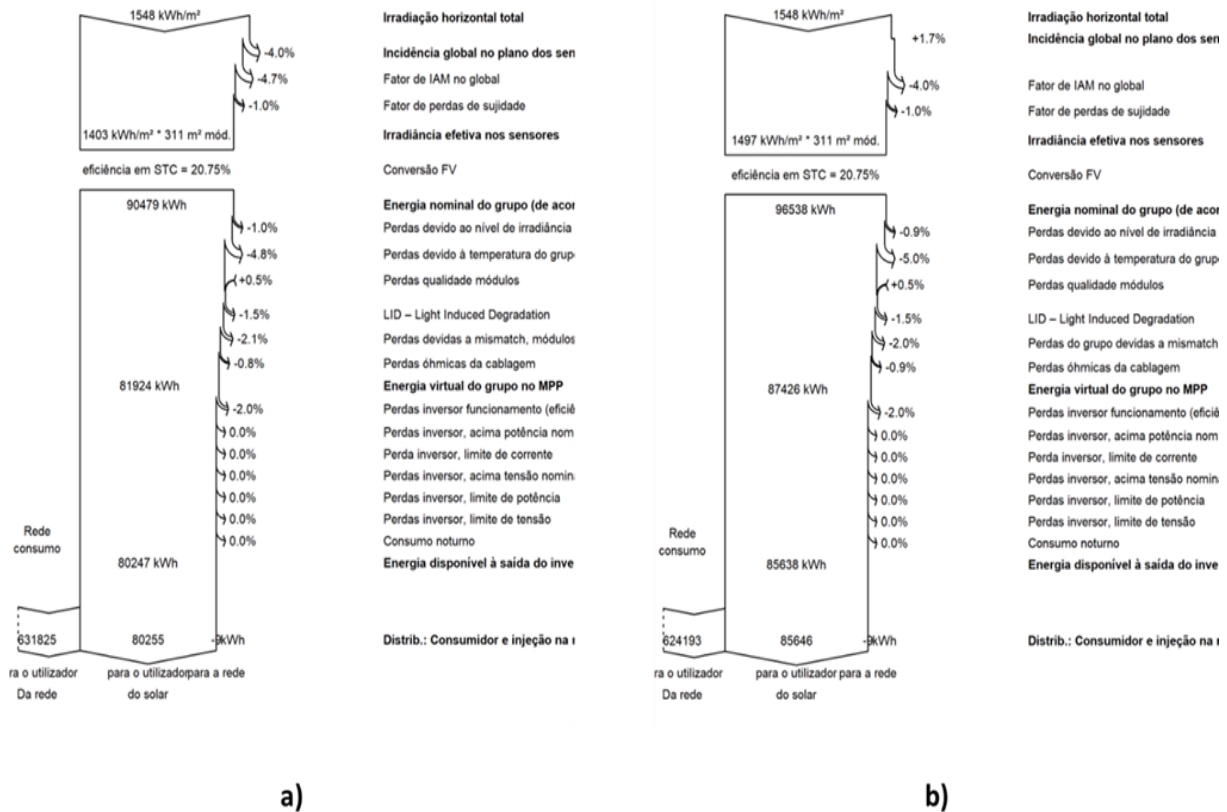 1548 kWh/m²
Irradiação horizontal total
-4.0%
Incidência global no plano dos sen
-4.7%
Fator de IAM no global
-1.0%
Fator de perdas de sujidade
1403 kWh/m² * 311 m² mód.
Irradiância efetiva nos sensores
eficiência em STC = 20.75%
Conversão FV
90479 kWh
Energia nominal do grupo (de acor
-1.0%
Perdas devido ao nível de irradiância
-4.8%
Perdas devido à temperatura do grup
+0.5%
Perdas qualidade módulos
-1.5%
LID – Light Induced Degradation
-2.1%
Perdas devidas a mismatch, módulos
-0.8%
Perdas óhmicas da cablagem
81924 kWh
Energia virtual do grupo no MPP
-2.0%
Perdas inversor funcionamento (eficiê
0.0%
Perdas inversor, acima potência nom
0.0%
Perda inversor, limite de corrente
0.0%
Perdas inversor, acima tensão nomin
0.0%
Perdas inversor, limite de potência
0.0%
Perdas inversor, limite de tensão
0.0%
Consumo noturno
Rede
consumo
80247 kWh
Energia disponível à saída do inve
631825
80255
-9kWh
Distrib.: Consumidor e injeção na r
ra o utilizador
Da rede
para o utilizador
do solar
para a rede
a)
1548 kWh/m²
Irradiação horizontal total
+1.7%
Incidência global no plano dos sen
-4.0%
Fator de IAM no global
-1.0%
Fator de perdas de sujidade
1497 kWh/m² * 311 m² mód.
Irradiância efetiva nos sensores
eficiência em STC = 20.75%
Conversão FV
96538 kWh
Energia nominal do grupo (de acor
-0.9%
Perdas devido ao nível de irradiância
-5.0%
Perdas devido à temperatura do grup
+0.5%
Perdas qualidade módulos
-1.5%
LID – Light Induced Degradation
-2.0%
Perdas do grupo devidas a mismatch
-0.9%
Perdas óhmicas da cablagem
87426 kWh
Energia virtual do grupo no MPP
-2.0%
Perdas inversor funcionamento (eficiê
0.0%
Perdas inversor, acima potência nom
0.0%
Perda inversor, limite de corrente
0.0%
Perdas inversor, acima tensão nomin
0.0%
Perdas inversor, limite de potência
0.0%
Perdas inversor, limite de tensão
0.0%
Consumo noturno
Rede
consumo
85638 kWh
Energia disponível à saída do inve
624193
85646
-9kWh
Distrib.: Consumidor e injeção na r
ra o utilizador
Da rede
para o utilizador
do solar
para a rede
b)